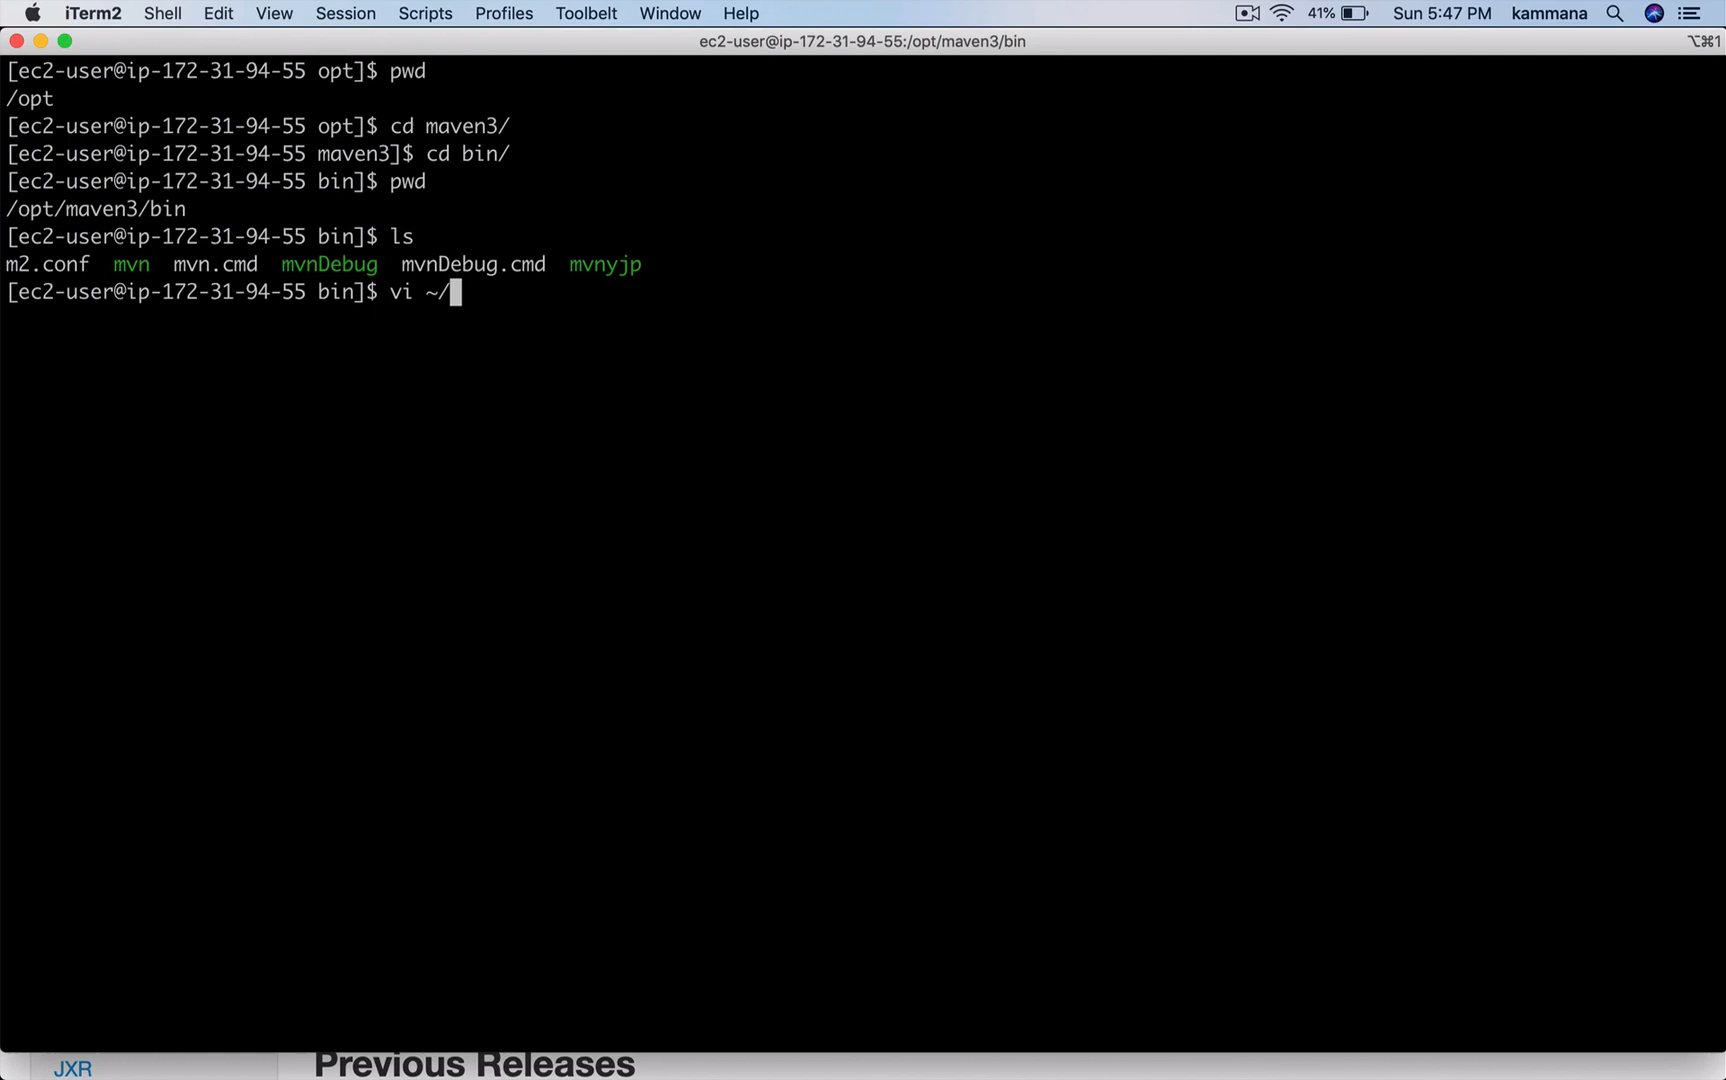 iTerm2 Shell Edit View Session Scripts Profiles Toolbelt Window Help 41% Sun 5:47 PM kammana
ec2-user@ip-172-31-94-55:/opt/maven3/bin ⌥⌘1
[ec2-user@ip-172-31-94-55 opt]$ pwd
/opt
[ec2-user@ip-172-31-94-55 opt]$ cd maven3/
[ec2-user@ip-172-31-94-55 maven3]$ cd bin/
[ec2-user@ip-172-31-94-55 bin]$ pwd
/opt/maven3/bin
[ec2-user@ip-172-31-94-55 bin]$ ls
m2.conf mvn mvn.cmd mvnDebug mvnDebug.cmd mvnyjp
[ec2-user@ip-172-31-94-55 bin]$ vi ~/
JXR Previous Releases